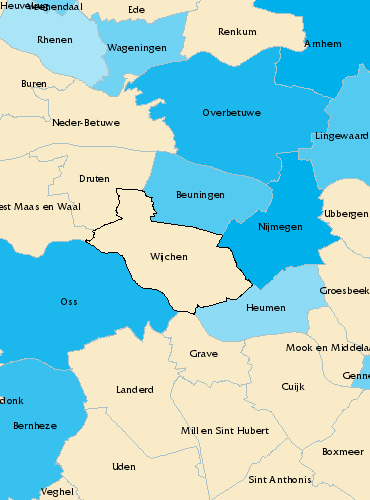 Heuvelrug
Veenendaal
Ede
Rhenen
Wageningen
Renkum
Arnhem
Buren
Overbetuwe
Neder-Betuwe
Lingewaard
Druten
Beuningen
est Maas en Waal
Ubbergen
Nijmegen
Wijchen
Groesbeek
Oss
Heumen
Mook en Middelaa
Grave
Genne
Landerd
Cuijk
donk
Bernheze
Mill en Sint Hubert
Boxmeer
Uden
Sint Anthonis
Veghel